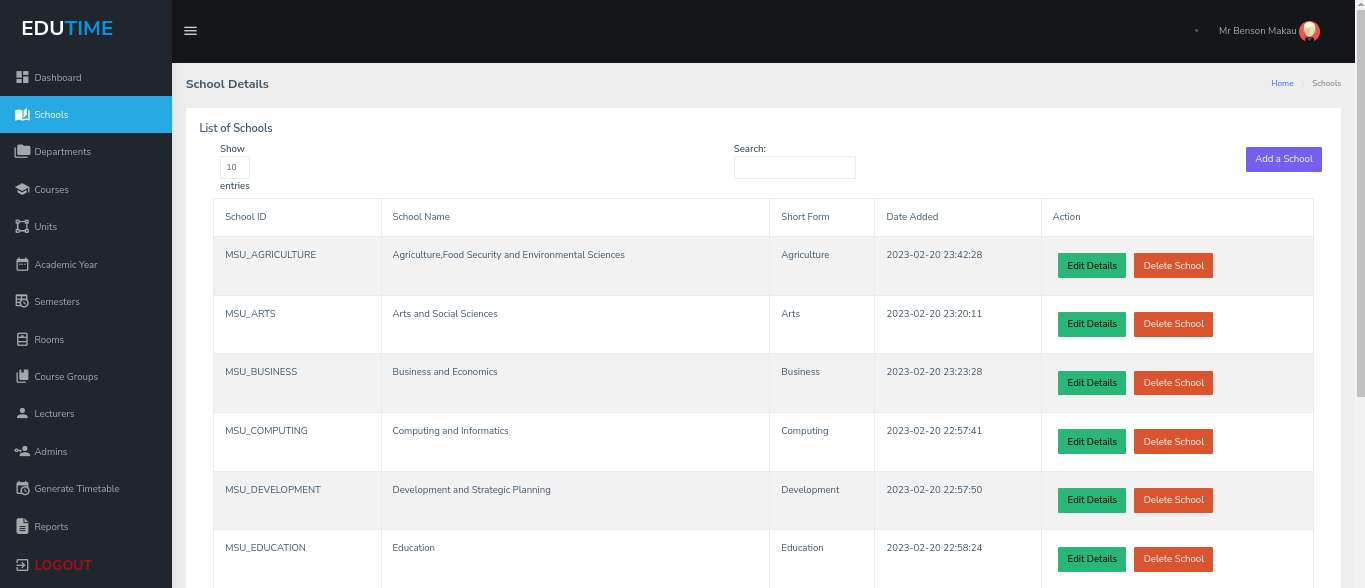 EDUTIME
Mr Benson Makau
Dashboard
Schools
Departments
Courses
Units
Academic Year
Semesters
Rooms
Course Groups
Lecturers
Admins
Generate Timetable
Reports
LOGOUT
School Details
Home Schools
List of Schools
Show
10
entries
Search:
Add a School
School ID School Name Short Form Date Added Action
MSU_AGRICULTURE Agriculture,Food Security and Environmental Sciences Agriculture 2023-02-20 23:42:28 Edit Details Delete School
MSU_ARTS Arts and Social Sciences Arts 2023-02-20 23:20:11 Edit Details Delete School
MSU_BUSINESS Business and Economics Business 2023-02-20 23:23:28 Edit Details Delete School
MSU_COMPUTING Computing and Informatics Computing 2023-02-20 22:57:41 Edit Details Delete School
MSU_DEVELOPMENT Development and Strategic Planning Development 2023-02-20 22:57:50 Edit Details Delete School
MSU_EDUCATION Education Education 2023-02-20 22:58:24 Edit Details Delete School